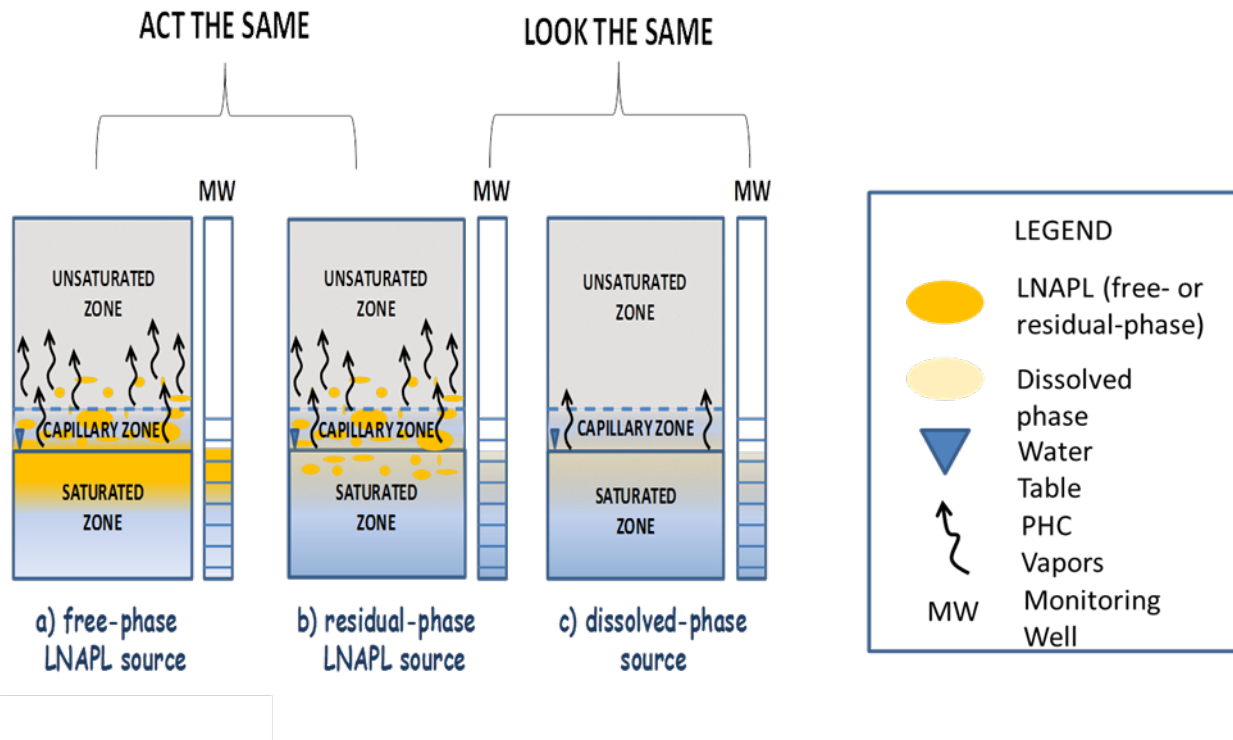 ACT THE SAME
LOOK THE SAME
MW
MW
MW
UNSATURATED
ZONE
CAPILLARY ZONE
SATURATED
ZONE
a) free-phase
LNAPL source
UNSATURATED
ZONE
CAPILLARY ZONE
SATURATED
ZONE
b) residual-phase
LNAPL source
UNSATURATED
ZONE
CAPILLARY ZONE
SATURATED
ZONE
c) dissolved-phase
source
LEGEND
LNAPL (free- or
residual-phase)
Dissolved
phase
Water
Table
PHC
Vapors
MW Monitoring
Well